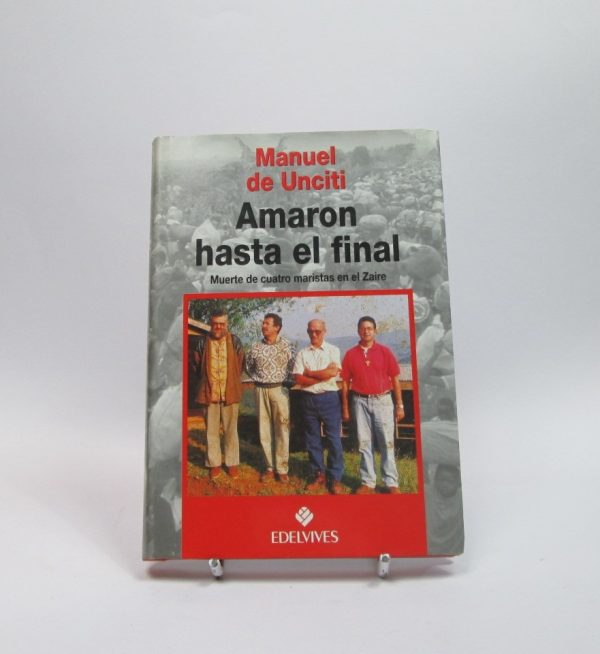 Manuel
de Unciti
Amaron
hasta el final
Muerte de cuatro maristas en el Zaire
EDELVIVES